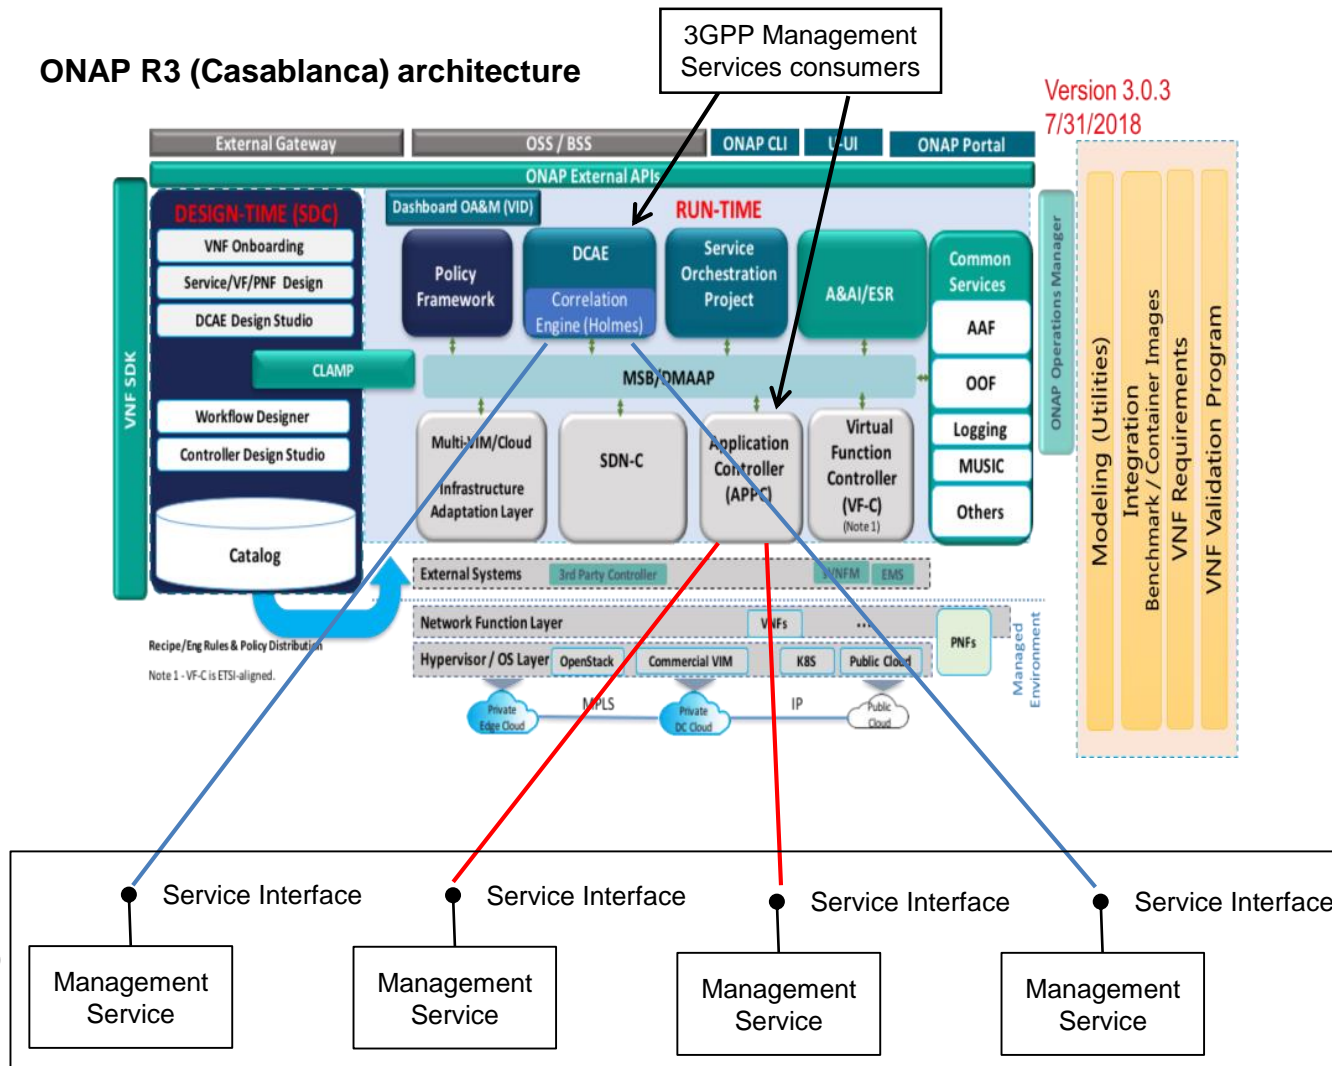 3GPP Management
Services consumers
ONAP R3 (Casablanca) architecture
Version 3.0.3
7/31/2018
External Gateway
OSS / BSS
ONAP CLI
U-UI
ONAP Portal
ONAP External APIs
VNF SDK
DESIGN-TIME (SDC)
VNF Onboarding
Service/VF/PNF Design
DCAE Design Studio
CLAMP
Workflow Designer
Controller Design Studio
Catalog
Dashboard OA&M (VID)
RUN-TIME
Policy
Framework
DCAE
Correlation
Engine (Holmes)
Service
Orchestration
Project
A&AI/ESR
Common
Services
AAF
OOF
Logging
MUSIC
Others
MSB/DMAAP
Multi-VIM/Cloud
Infrastructure
Adaptation Layer
SDN-C
Application
Controller
(APPC)
Virtual
Function
Controller
(VF-C)
(Note 1)
ONAP Operations Manager
Modeling (Utilities)
Integration
Benchmark / Container Images
VNF Requirements
VNF Validation Program
External Systems
3rd Party Controller
sVNFM
EMS
Network Function Layer
VNFs
...
PNFs
Managed
Environment
Hypervisor / OS Layer
OpenStack
Commercial VIM
K8S
Public Cloud
Recipe/Eng Rules & Policy Distribution
Note 1 - VF-C is ETSI-aligned.
Private
Edge Cloud
MPLS
Private
DC Cloud
IP
Public
Cloud
Service Interface
Service Interface
Service Interface
Service Interface
Management
Service
Management
Service
Management
Service
Management
Service